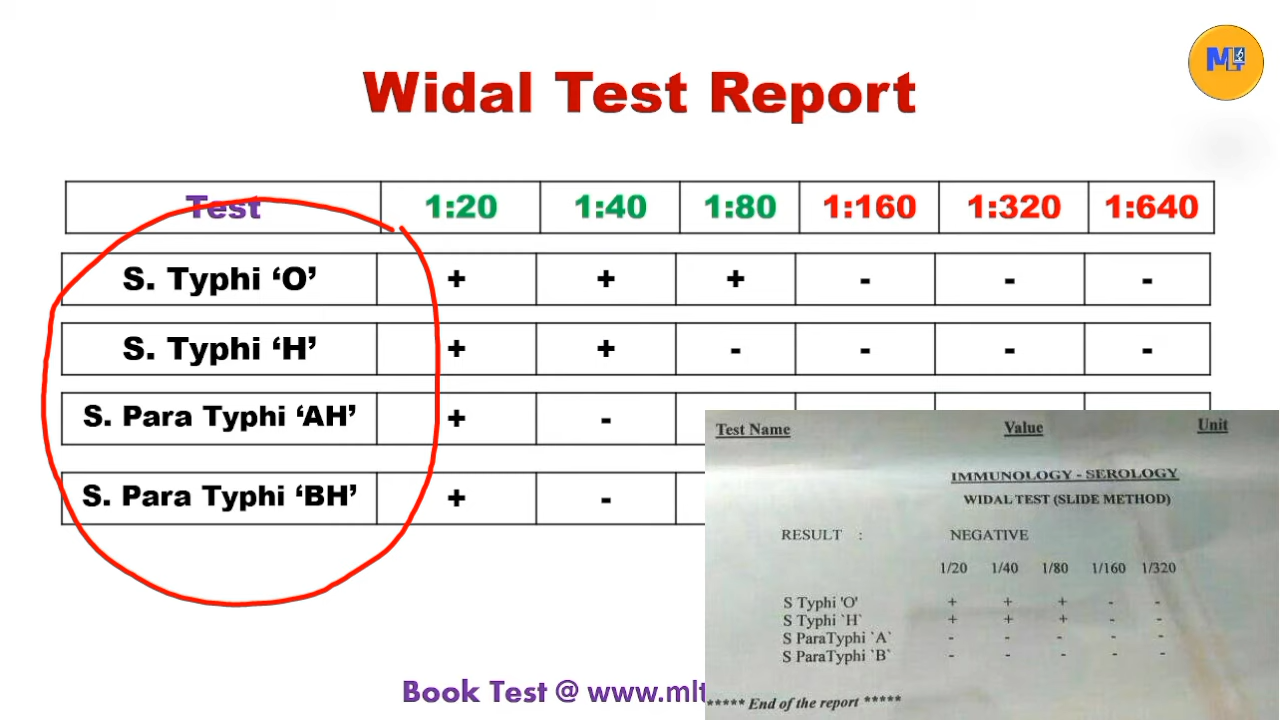 MLT
Widal Test Report
Test 1:20 1:40 1:80 1:160 1:320 1:640
S. Typhi ‘O’ + + + - - -
S. Typhi ‘H’ + + - - - -
S. Para Typhi ‘AH’ + -
S. Para Typhi ‘BH’ + -
Book Test @ www.mlt
Test Name Value Unit
IMMUNOLOGY - SEROLOGY
WIDAL TEST (SLIDE METHOD)
RESULT : NEGATIVE
1/20 1/40 1/80 1/160 1/320
S Typhi 'O' + + + - -
S Typhi `H` + + + - -
S ParaTyphi `A` - - - - -
S ParaTyphi `B` - - - - -
***** End of the report *****